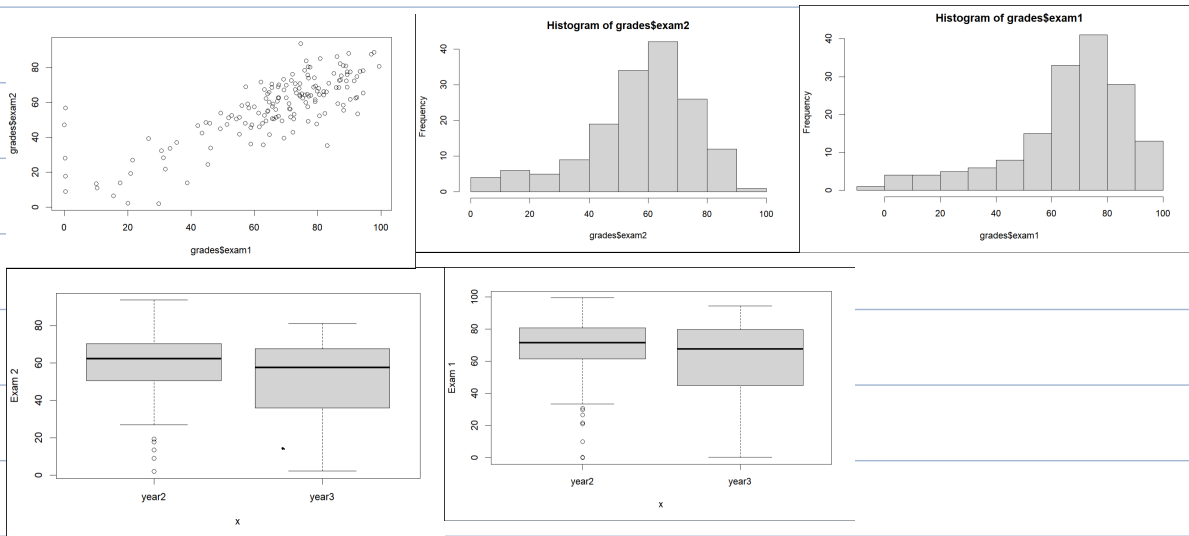 grades$exam2
0 20 40 60 80
0 20 40 60 80 100
grades$exam1
Histogram of grades$exam2
Frequency
0 10 20 30 40
0 20 40 60 80 100
grades$exam2
Histogram of grades$exam1
Frequency
0 10 20 30 40
0 20 40 60 80 100
grades$exam1
Exam 2
0 20 40 60 80
year2 year3
x
Exam 1
0 20 40 60 80 100
year2 year3
x